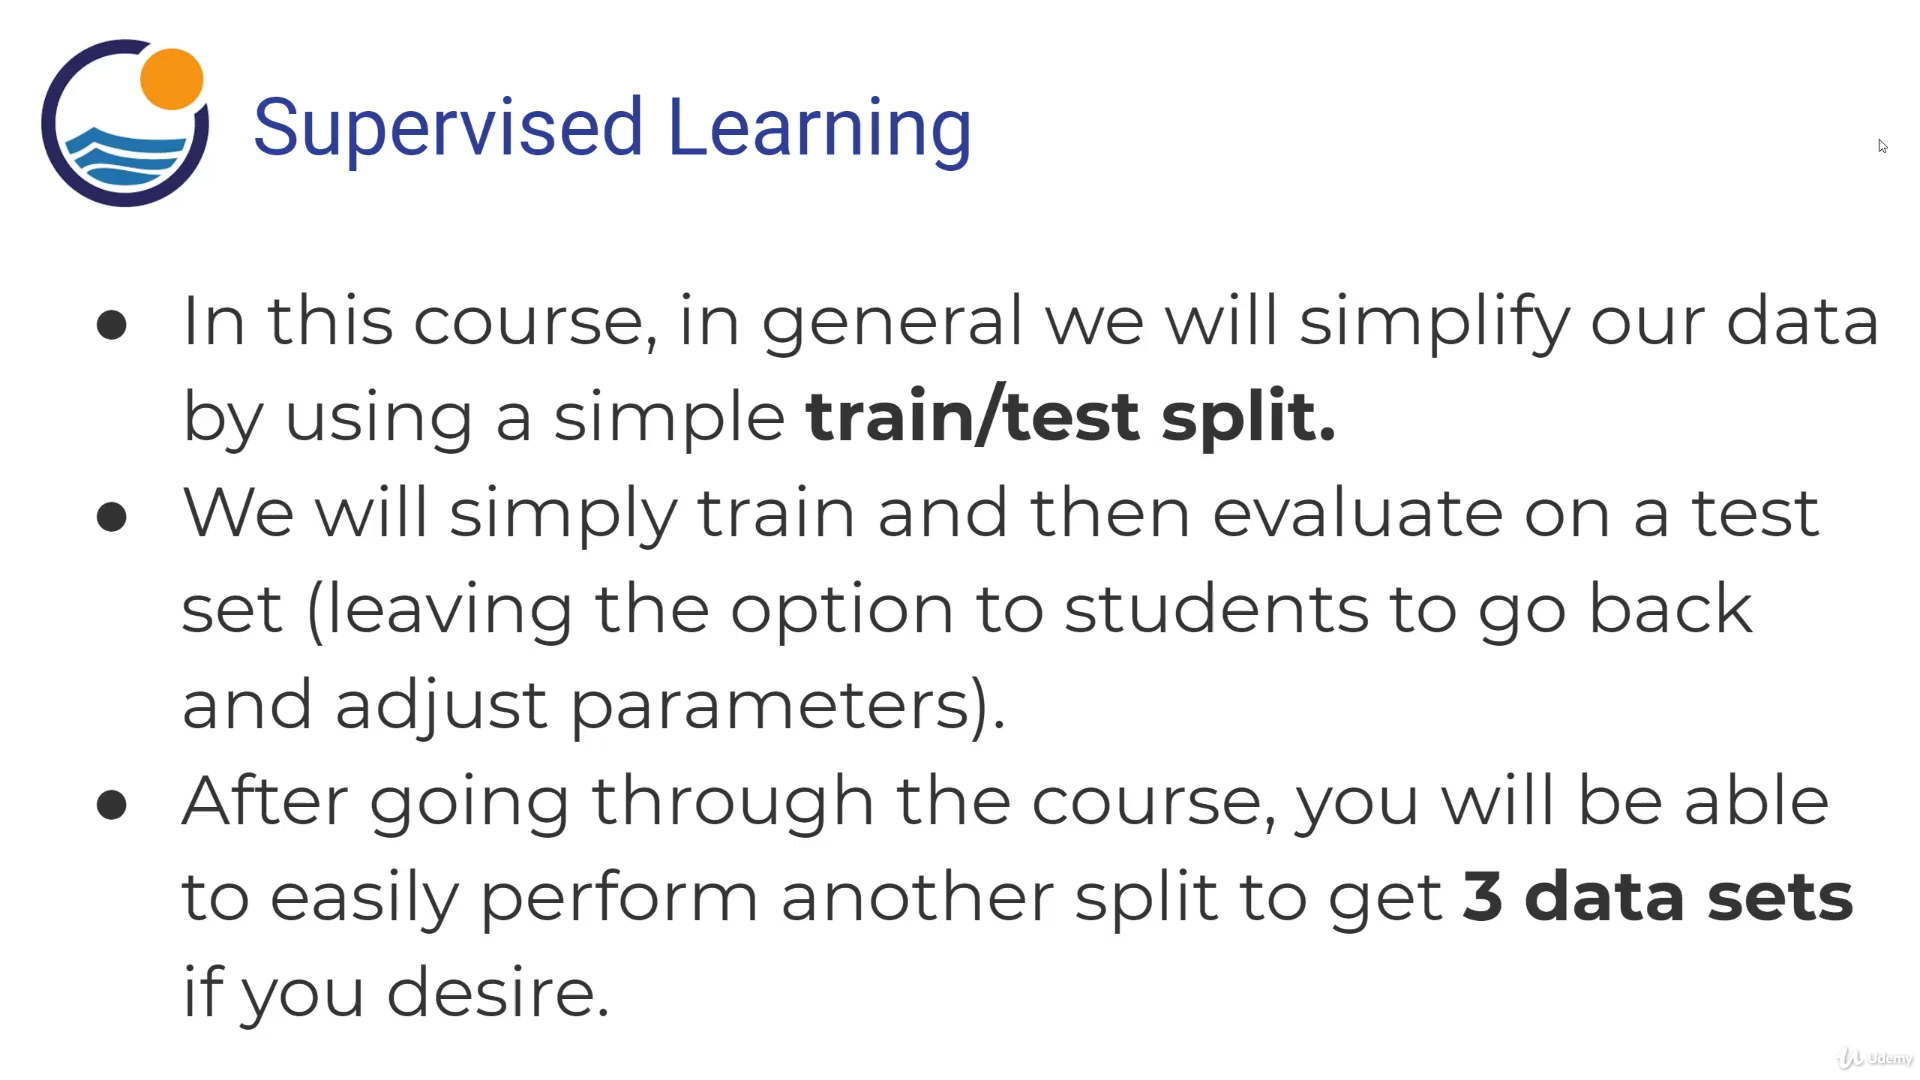 Supervised Learning
● In this course, in general we will simplify our data
by using a simple train/test split.
● We will simply train and then evaluate on a test
set (leaving the option to students to go back
and adjust parameters).
● After going through the course, you will be able
to easily perform another split to get 3 data sets
if you desire.
Udemy